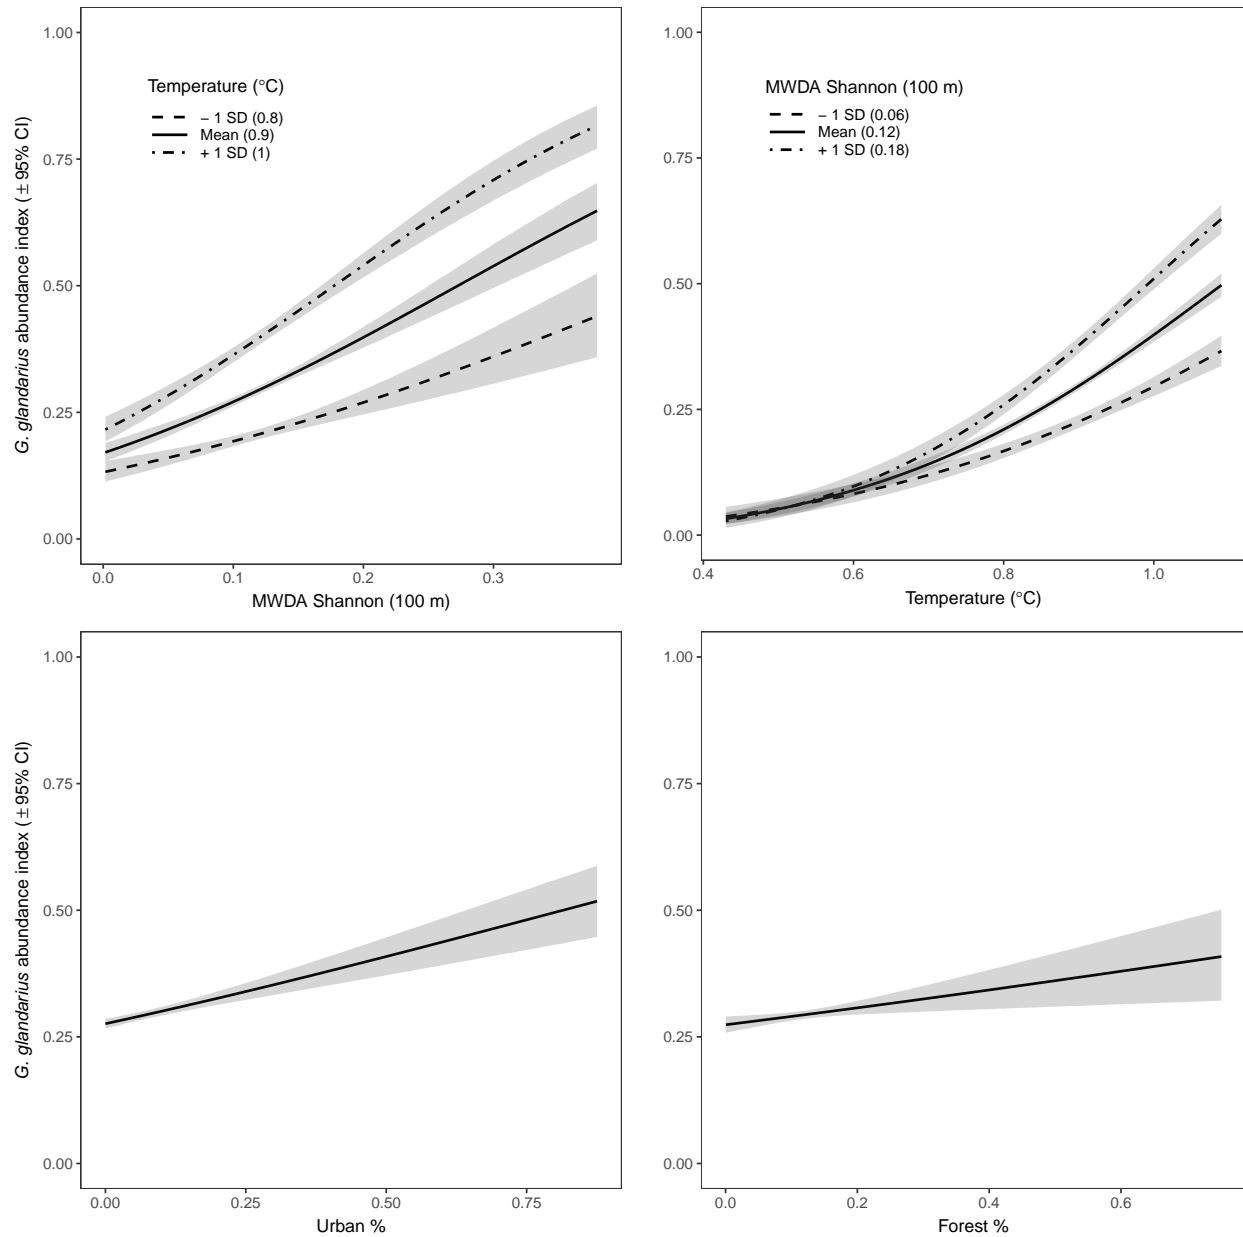 G. glandarius abundance index (± 95% CI)
1.00
0.75
0.50
0.25
0.00
Temperature (°C)
− 1 SD (0.8)
Mean (0.9)
+ 1 SD (1)
0.0 0.1 0.2 0.3
MWDA Shannon (100 m)
1.00
0.75
0.50
0.25
0.00
MWDA Shannon (100 m)
− 1 SD (0.06)
Mean (0.12)
+ 1 SD (0.18)
0.4 0.6 0.8 1.0
Temperature (°C)
G. glandarius abundance index (± 95% CI)
1.00
0.75
0.50
0.25
0.00
0.00 0.25 0.50 0.75
Urban %
1.00
0.75
0.50
0.25
0.00
0.0 0.2 0.4 0.6
Forest %